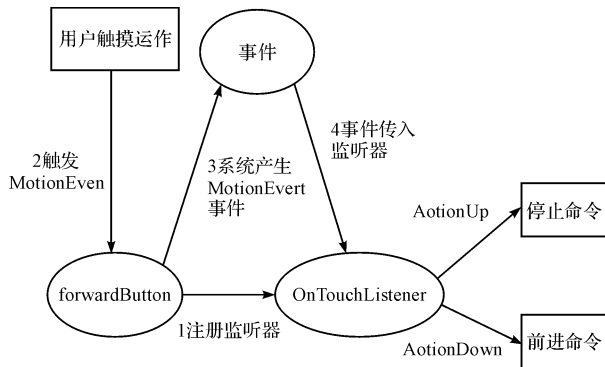 用户触摸运作
事件
2触发
MotionEven
3系统产生
MotionEvert
事件
4事件传入
监听器
forwardButton
1注册监听器
OnTouchListener
AotionUp
停止命令
AotionDown
前进命令